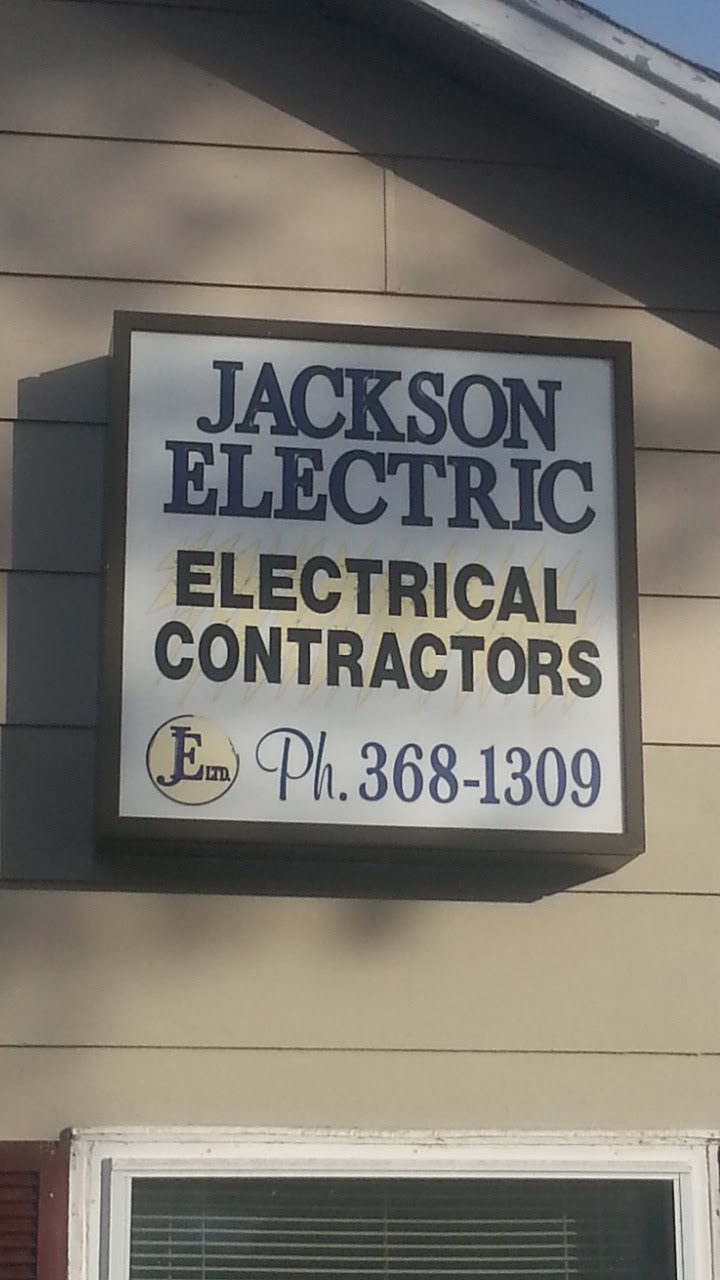 JACKSON
ELECTRIC
ELECTRICAL
CONTRACTORS
JE LTD. Ph. 368-1309